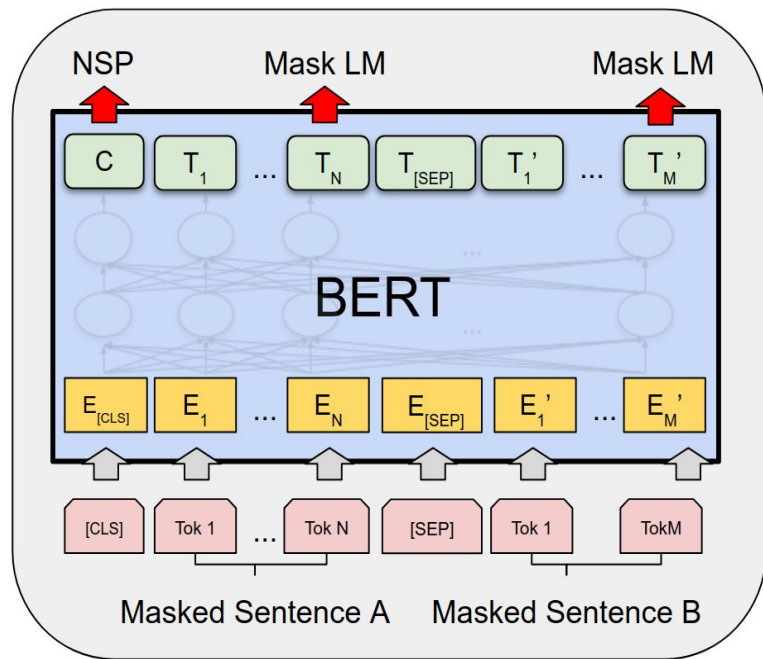 NSP Mask LM Mask LM
C T1 ... TN T[SEP] T1’ ... TM’
...
BERT
...
E[CLS] E1 ... EN E[SEP] E1’ ... EM’
[CLS] Tok 1 ... Tok N [SEP] Tok 1 TokM
Masked Sentence A Masked Sentence B